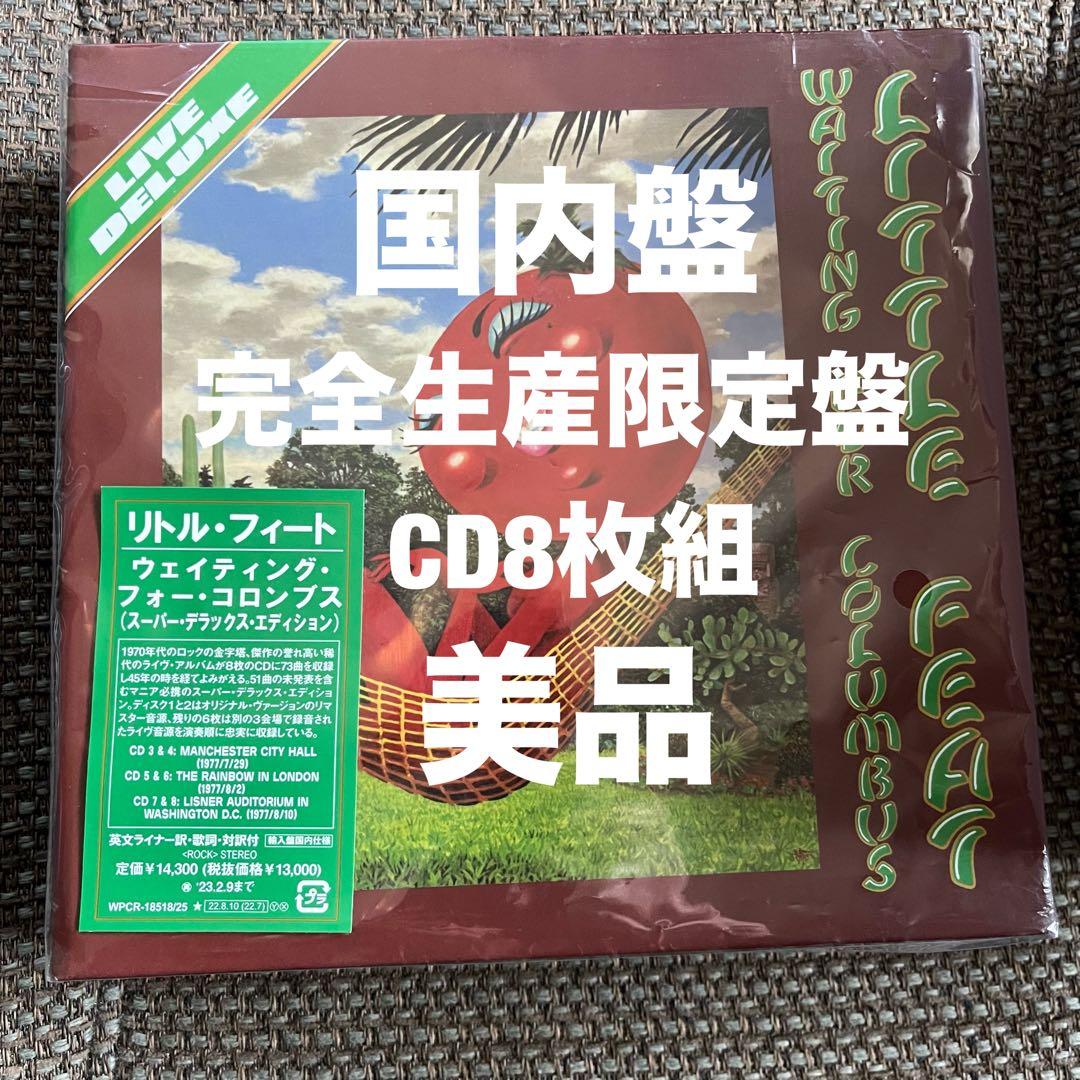 LIVE
DELUXE
WAITING FOR COLUMBUS
LITTLE FEAT
国内盤
完全生産限定盤
CD8枚組
美品
リトル・フィート
ウェイティング・
フォー・コロンブス
(スーパー・デラックス・エディション)
1970年代のロックの金字塔、傑作の誉れ高い稀
代のライヴ・アルバムが8枚のCDに73曲を収録
し45年の時を経てよみがえる。51曲の未発表を含
むマニア必携のスーパー・デラックス・エディショ
ン。ディスク1と2はオリジナル・ヴァージョンのリマ
スター音源、残りの6枚は別の3会場で録音され
たライヴ音源を演奏順に忠実に収録している。
CD 3 & 4: MANCHESTER CITY HALL
(1977/7/29)
CD 5 & 6: THE RAINBOW IN LONDON
(1977/8/2)
CD 7 & 8: LISNER AUDITORIUM IN
WASHINGTON D.C. (1977/8/10)
英文ライナー訳・歌詞・対訳付 輸入盤国内仕様
<ROCK> STEREO
定価¥14,300 (税抜価格¥13,000)
㊢ '23.2.9まで
WPCR-18518/25 ★ 22.8.10 (22.7) Ⓨ Ⓧ
プラ